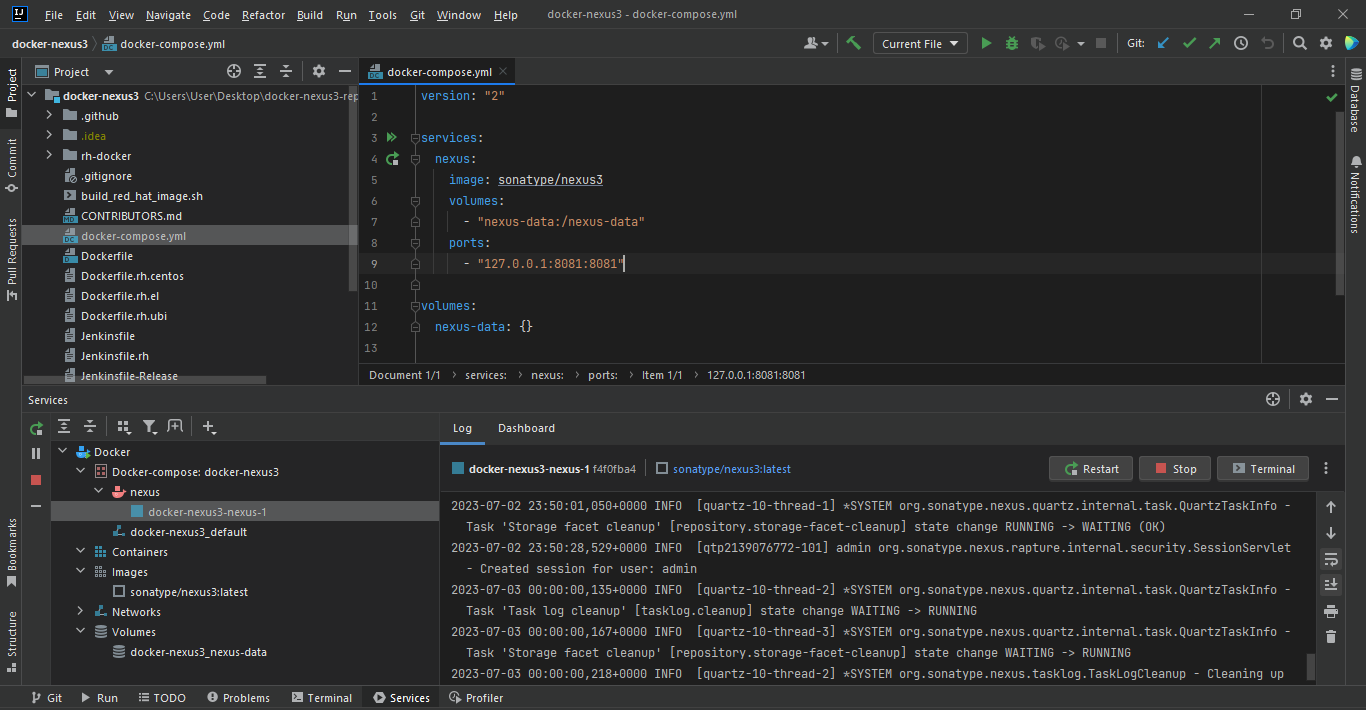 IJ File Edit View Navigate Code Refactor Build Run Tools Git Window Help docker-nexus3 - docker-compose.yml
docker-nexus3 docker-compose.yml Current File Git:
Project docker-compose.yml
Project
Commit
Pull Requests
Bookmarks
Structure
Database
Notifications
docker-nexus3 C:\Users\User\Desktop\docker-nexus3-rep
.github
.idea
rh-docker
.gitignore
build_red_hat_image.sh
CONTRIBUTORS.md
docker-compose.yml
Dockerfile
Dockerfile.rh.centos
Dockerfile.rh.el
Dockerfile.rh.ubi
Jenkinsfile
Jenkinsfile.rh
Jenkinsfile-Release
1 version: "2"
2
3 services:
4 nexus:
5 image: sonatype/nexus3
6 volumes:
7 - "nexus-data:/nexus-data"
8 ports:
9 - "127.0.0.1:8081:8081"
10
11 volumes:
12 nexus-data: {}
13
Document 1/1 services: nexus: ports: Item 1/1 127.0.0.1:8081:8081
Services
Docker
Docker-compose: docker-nexus3
nexus
docker-nexus3-nexus-1
docker-nexus3_default
Containers
Images
sonatype/nexus3:latest
Networks
Volumes
docker-nexus3_nexus-data
Log Dashboard
docker-nexus3-nexus-1 f4f0fba4 sonatype/nexus3:latest Restart Stop Terminal
2023-07-02 23:50:01,050+0000 INFO [quartz-10-thread-1] *SYSTEM org.sonatype.nexus.quartz.internal.task.QuartzTaskInfo -
Task 'Storage facet cleanup' [repository.storage-facet-cleanup] state change RUNNING -> WAITING (OK)
2023-07-02 23:50:28,529+0000 INFO [qtp2139076772-101] admin org.sonatype.nexus.rapture.internal.security.SessionServlet
- Created session for user: admin
2023-07-03 00:00:00,135+0000 INFO [quartz-10-thread-2] *SYSTEM org.sonatype.nexus.quartz.internal.task.QuartzTaskInfo -
Task 'Task log cleanup' [tasklog.cleanup] state change WAITING -> RUNNING
2023-07-03 00:00:00,167+0000 INFO [quartz-10-thread-3] *SYSTEM org.sonatype.nexus.quartz.internal.task.QuartzTaskInfo -
Task 'Storage facet cleanup' [repository.storage-facet-cleanup] state change WAITING -> RUNNING
2023-07-03 00:00:00,218+0000 INFO [quartz-10-thread-2] *SYSTEM org.sonatype.nexus.tasklog.TaskLogCleanup - Cleaning up
Git Run TODO Problems Terminal Services Profiler